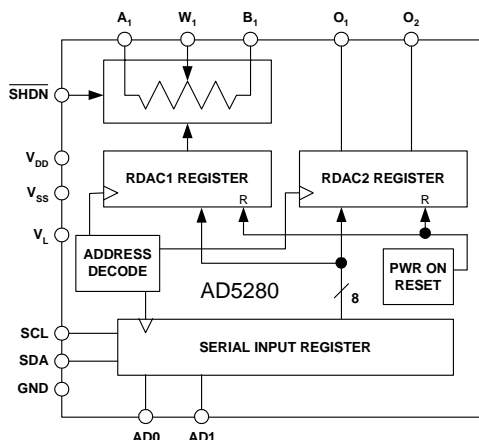 A1 W1 B1 O1 O2
SHDN
VDD
RDAC1 REGISTER RDAC2 REGISTER
VSS
R R
VL
ADDRESS DECODE
PWR ON RESET
AD5280
8
SCL
SERIAL INPUT REGISTER
SDA
GND
AD0 AD1